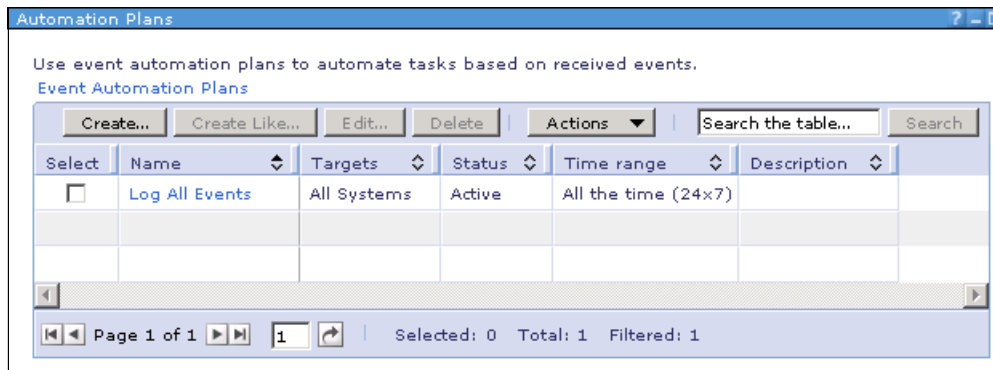 Automation Plans ?
Use event automation plans to automate tasks based on received events.
Event Automation Plans
Create... Create Like... Edit... Delete Actions Search the table... Search
Select Name Targets Status Time range Description
Log All Events All Systems Active All the time (24x7)
Page 1 of 1 1 Selected: 0 Total: 1 Filtered: 1